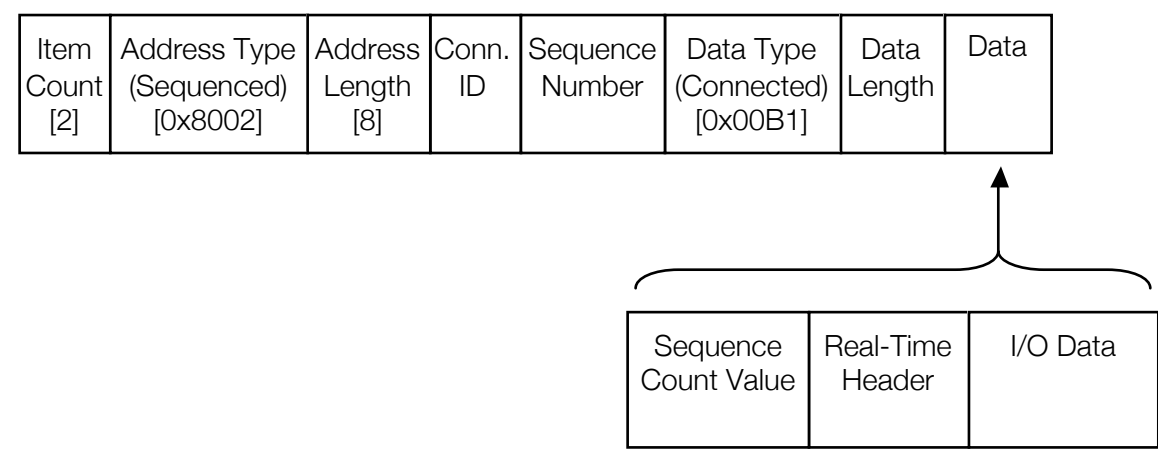 Item
Count
[2]
Address Type
(Sequenced)
[0x8002]
Address
Length
[8]
Conn.
ID
Sequence
Number
Data Type
(Connected)
[0x00B1]
Data
Length
Data
Sequence
Count Value
Real-Time
Header
I/O Data